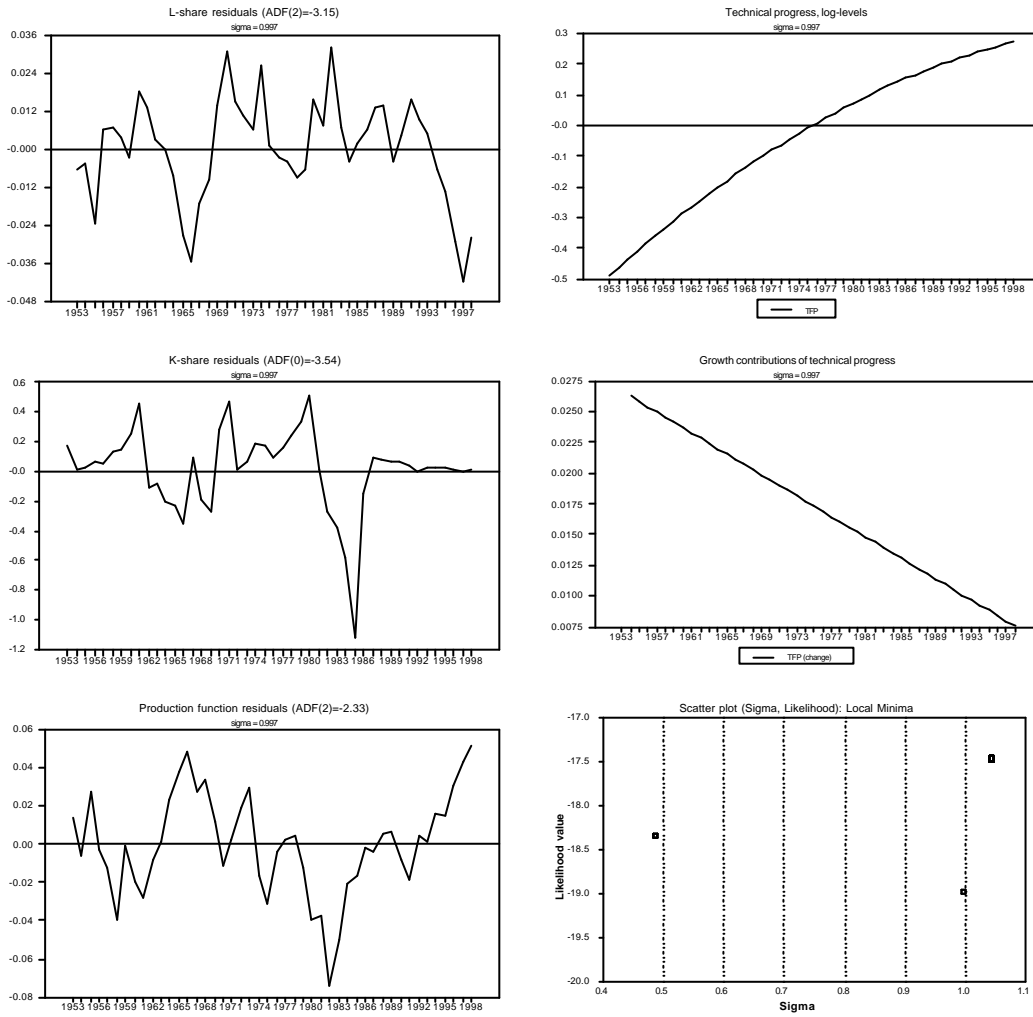 L-share residuals (ADF(2)=-3.15)
sigma = 0.997
0.036
0.024
0.012
-0.000
-0.012
-0.024
-0.036
-0.048
1953 1957 1961 1965 1969 1973 1977 1981 1985 1989 1993 1997
Technical progress, log-levels
sigma = 0.997
0.3
0.2
0.1
-0.0
-0.1
-0.2
-0.3
-0.4
-0.5
1953 1956 1959 1962 1965 1968 1971 1974 1977 1980 1983 1986 1989 1992 1995 1998
TFP
K-share residuals (ADF(0)=-3.54)
sigma = 0.997
0.6
0.4
0.2
-0.0
-0.2
-0.4
-0.6
-0.8
-1.0
-1.2
1953 1956 1959 1962 1965 1968 1971 1974 1977 1980 1983 1986 1989 1992 1995 1998
Growth contributions of technical progress
sigma = 0.997
0.0275
0.0250
0.0225
0.0200
0.0175
0.0150
0.0125
0.0100
0.0075
1953 1957 1961 1965 1969 1973 1977 1981 1985 1989 1993 1997
TFP (change)
Production function residuals (ADF(2)=-2.33)
sigma = 0.997
0.06
0.04
0.02
0.00
-0.02
-0.04
-0.06
-0.08
1953 1956 1959 1962 1965 1968 1971 1974 1977 1980 1983 1986 1989 1992 1995 1998
Scatter plot (Sigma, Likelihood): Local Minima
Likelihood value
-17.0
-17.5
-18.0
-18.5
-19.0
-19.5
-20.0
0.4 0.5 0.6 0.7 0.8 0.9 1.0 1.1
Sigma